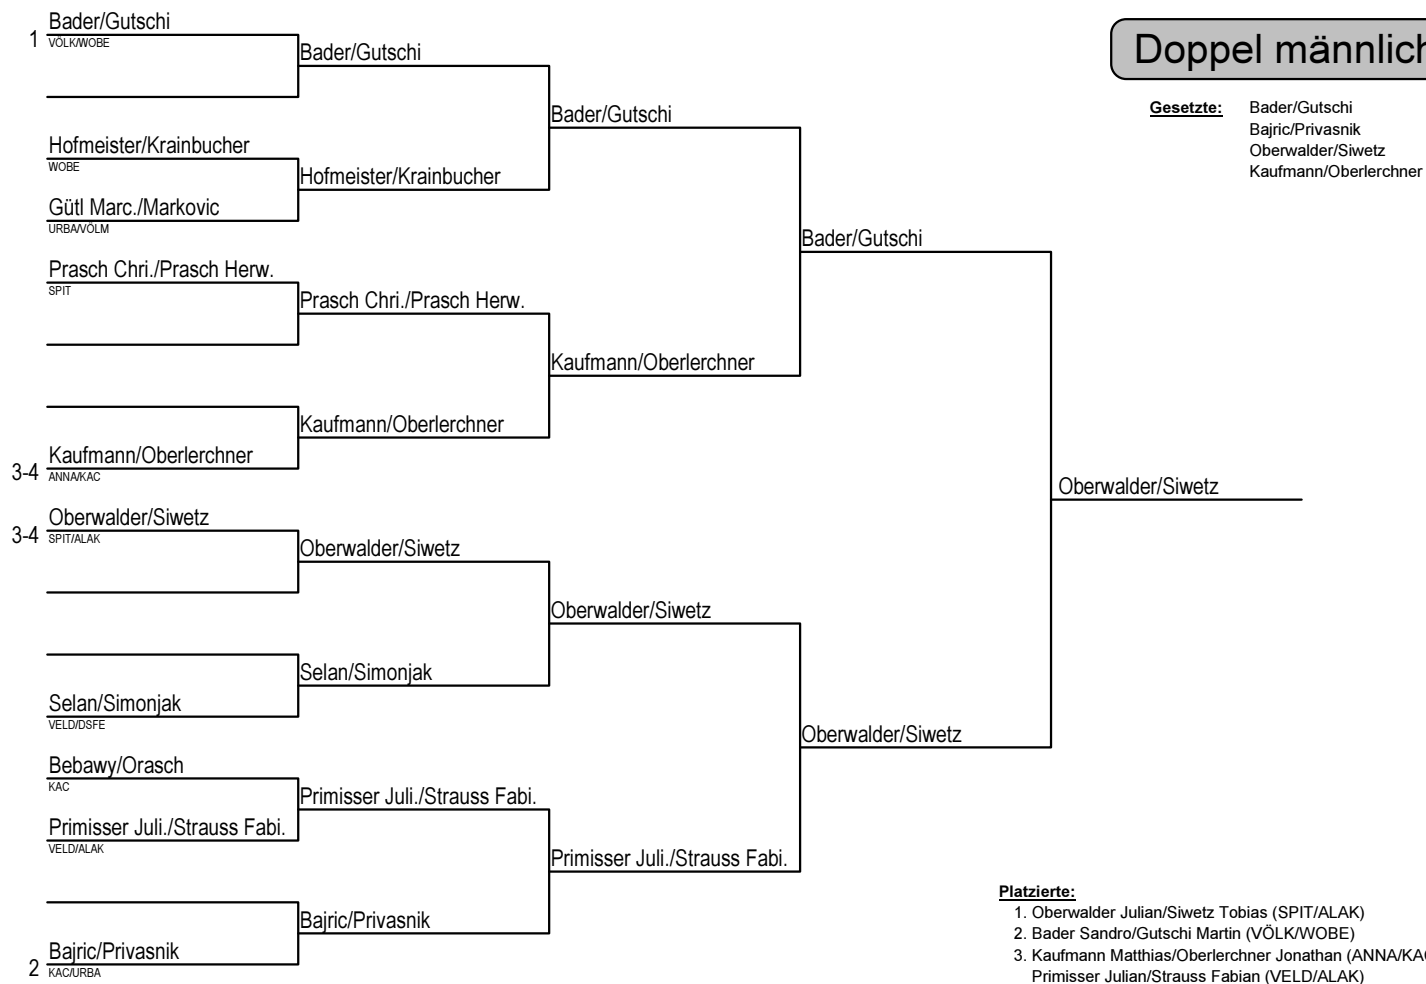 Doppel männlich
Gesetzte: Bader/Gutschi
Bajric/Privasnik
Oberwalder/Siwetz
Kaufmann/Oberlerchner
1 Bader/Gutschi
VÖLK/WOBE
Hofmeister/Krainbucher
WOBE
Gütl Marc./Markovic
URBA/VÖLM
Prasch Chri./Prasch Herw.
SPIT
3-4 Kaufmann/Oberlerchner
ANNA/KAC
3-4 Oberwalder/Siwetz
SPIT/ALAK
Selan/Simonjak
VELD/DSFE
Bebawy/Orasch
KAC
Primisser Juli./Strauss Fabi.
VELD/ALAK
2 Bajric/Privasnik
KAC/URBA
Bader/Gutschi
Hofmeister/Krainbucher
Prasch Chri./Prasch Herw.
Kaufmann/Oberlerchner
Oberwalder/Siwetz
Selan/Simonjak
Primisser Juli./Strauss Fabi.
Bajric/Privasnik
Bader/Gutschi
Kaufmann/Oberlerchner
Oberwalder/Siwetz
Primisser Juli./Strauss Fabi.
Bader/Gutschi
Oberwalder/Siwetz
Oberwalder/Siwetz
Platzierte:
1. Oberwalder Julian/Siwetz Tobias (SPIT/ALAK)
2. Bader Sandro/Gutschi Martin (VÖLK/WOBE)
3. Kaufmann Matthias/Oberlerchner Jonathan (ANNA/KAC
Primisser Julian/Strauss Fabian (VELD/ALAK)